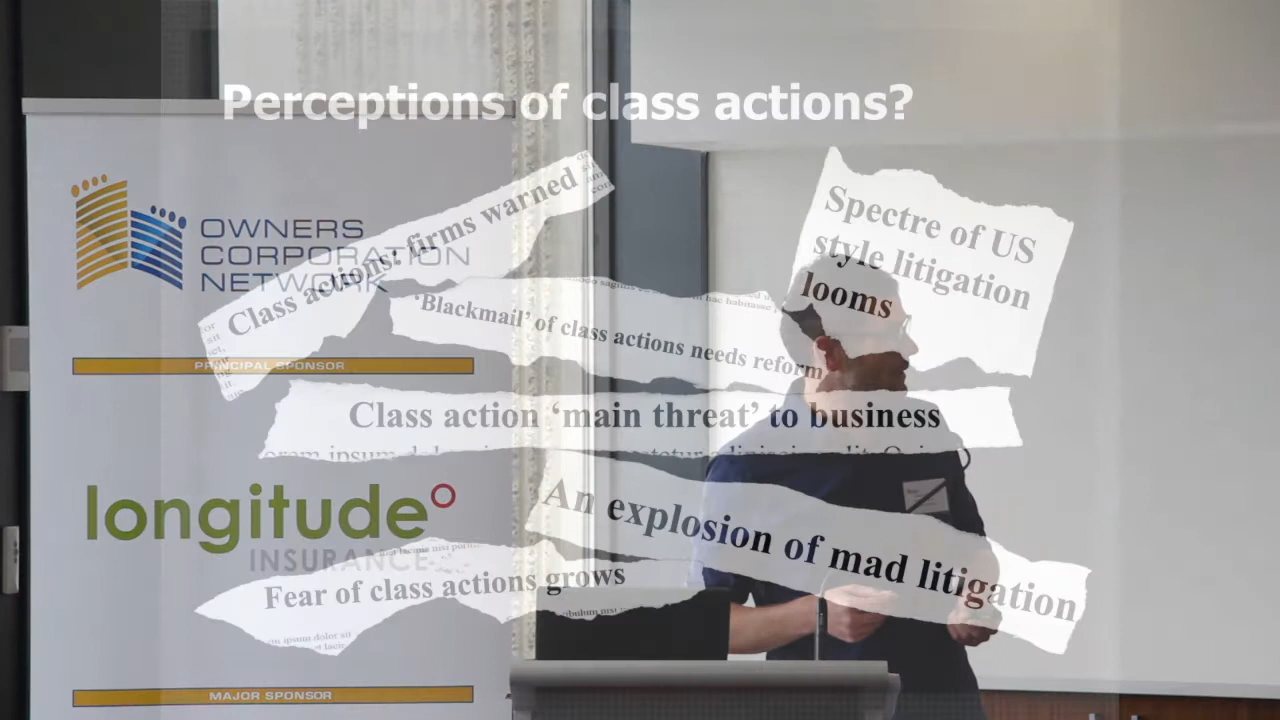 Perceptions of class actions?
OWNERS
CORPORATION
NETWORK
PRINCIPAL SPONSOR
longitude
INSURANCE
MAJOR SPONSOR
Class actions: firms warned
Spectre of US
style litigation
looms
'Blackmail' of class actions needs reform
Class action 'main threat' to business
An explosion of mad litigation
Fear of class actions grows